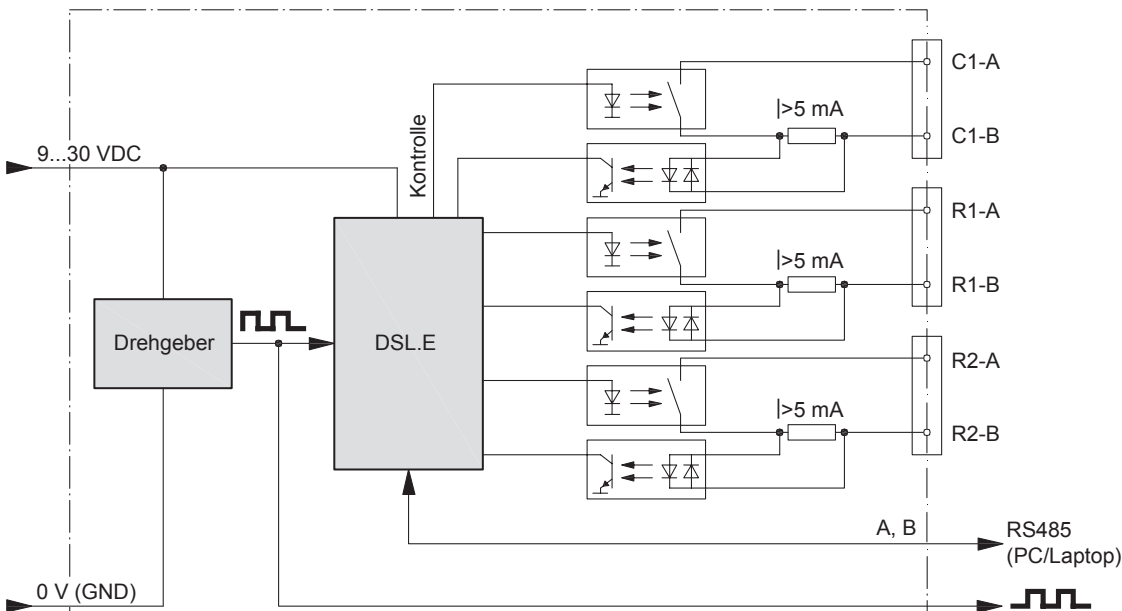 C1-A
|>5 mA
C1-B
9...30 VDC
Kontrolle
R1-A
|>5 mA
R1-B
Drehgeber
DSL.E
R2-A
|>5 mA
R2-B
A, B
RS485
(PC/Laptop)
0 V (GND)